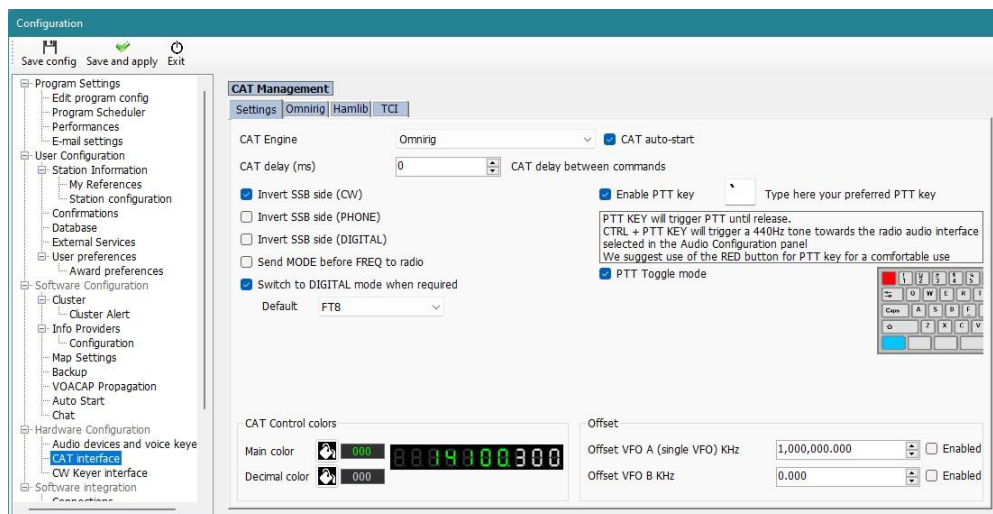 Configuration
Save config Save and apply Exit
Program Settings
Edit program config
Program Scheduler
Performances
E-mail settings
User Configuration
Station Information
My References
Station configuration
Confirmations
Database
External Services
User preferences
Award preferences
Software Configuration
Cluster
Cluster Alert
Info Providers
Configuration
Map Settings
Backup
VOACAP Propagation
Auto Start
Chat
Hardware Configuration
Audio devices and voice keye
CAT interface
CW Keyer interface
Software integration
Connections
CAT Management
Settings Omnirig Hamlib TCI
CAT Engine Omnirig CAT auto-start
CAT delay (ms) 0 CAT delay between commands
Invert SSB side (CW)
Invert SSB side (PHONE)
Invert SSB side (DIGITAL)
Send MODE before FREQ to radio
Switch to DIGITAL mode when required
Default FT8
Enable PTT key ` Type here your preferred PTT key
PTT KEY will trigger PTT until release.
CTRL + PTT KEY will trigger a 440Hz tone towards the radio audio interface
selected in the Audio Configuration panel
We suggest use of the RED button for PTT key for a comfortable use
PTT Toggle mode
Q W E R T
Caps A S D F
Z X C V
CAT Control colors
Main color 000
Decimal color 000
14100300
Offset
Offset VFO A (single VFO) KHz 1,000,000.000 Enabled
Offset VFO B KHz 0.000 Enabled